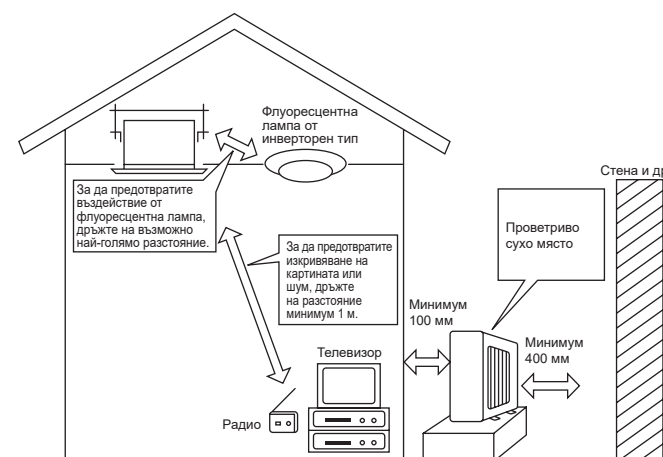 Флуоресцентна
лампа от
инверторен тип
За да предотвратите
въздействие от
флуоресцентна лампа,
дръжте на възможно
най-голямо разстояние.
За да предотвратите
изкривяване на
картината или
шум, дръжте
на разстояние
минимум 1 м.
Стена и др
Проветриво
сухо място
Минимум
100 мм
Минимум
400 мм
Телевизор
Радио